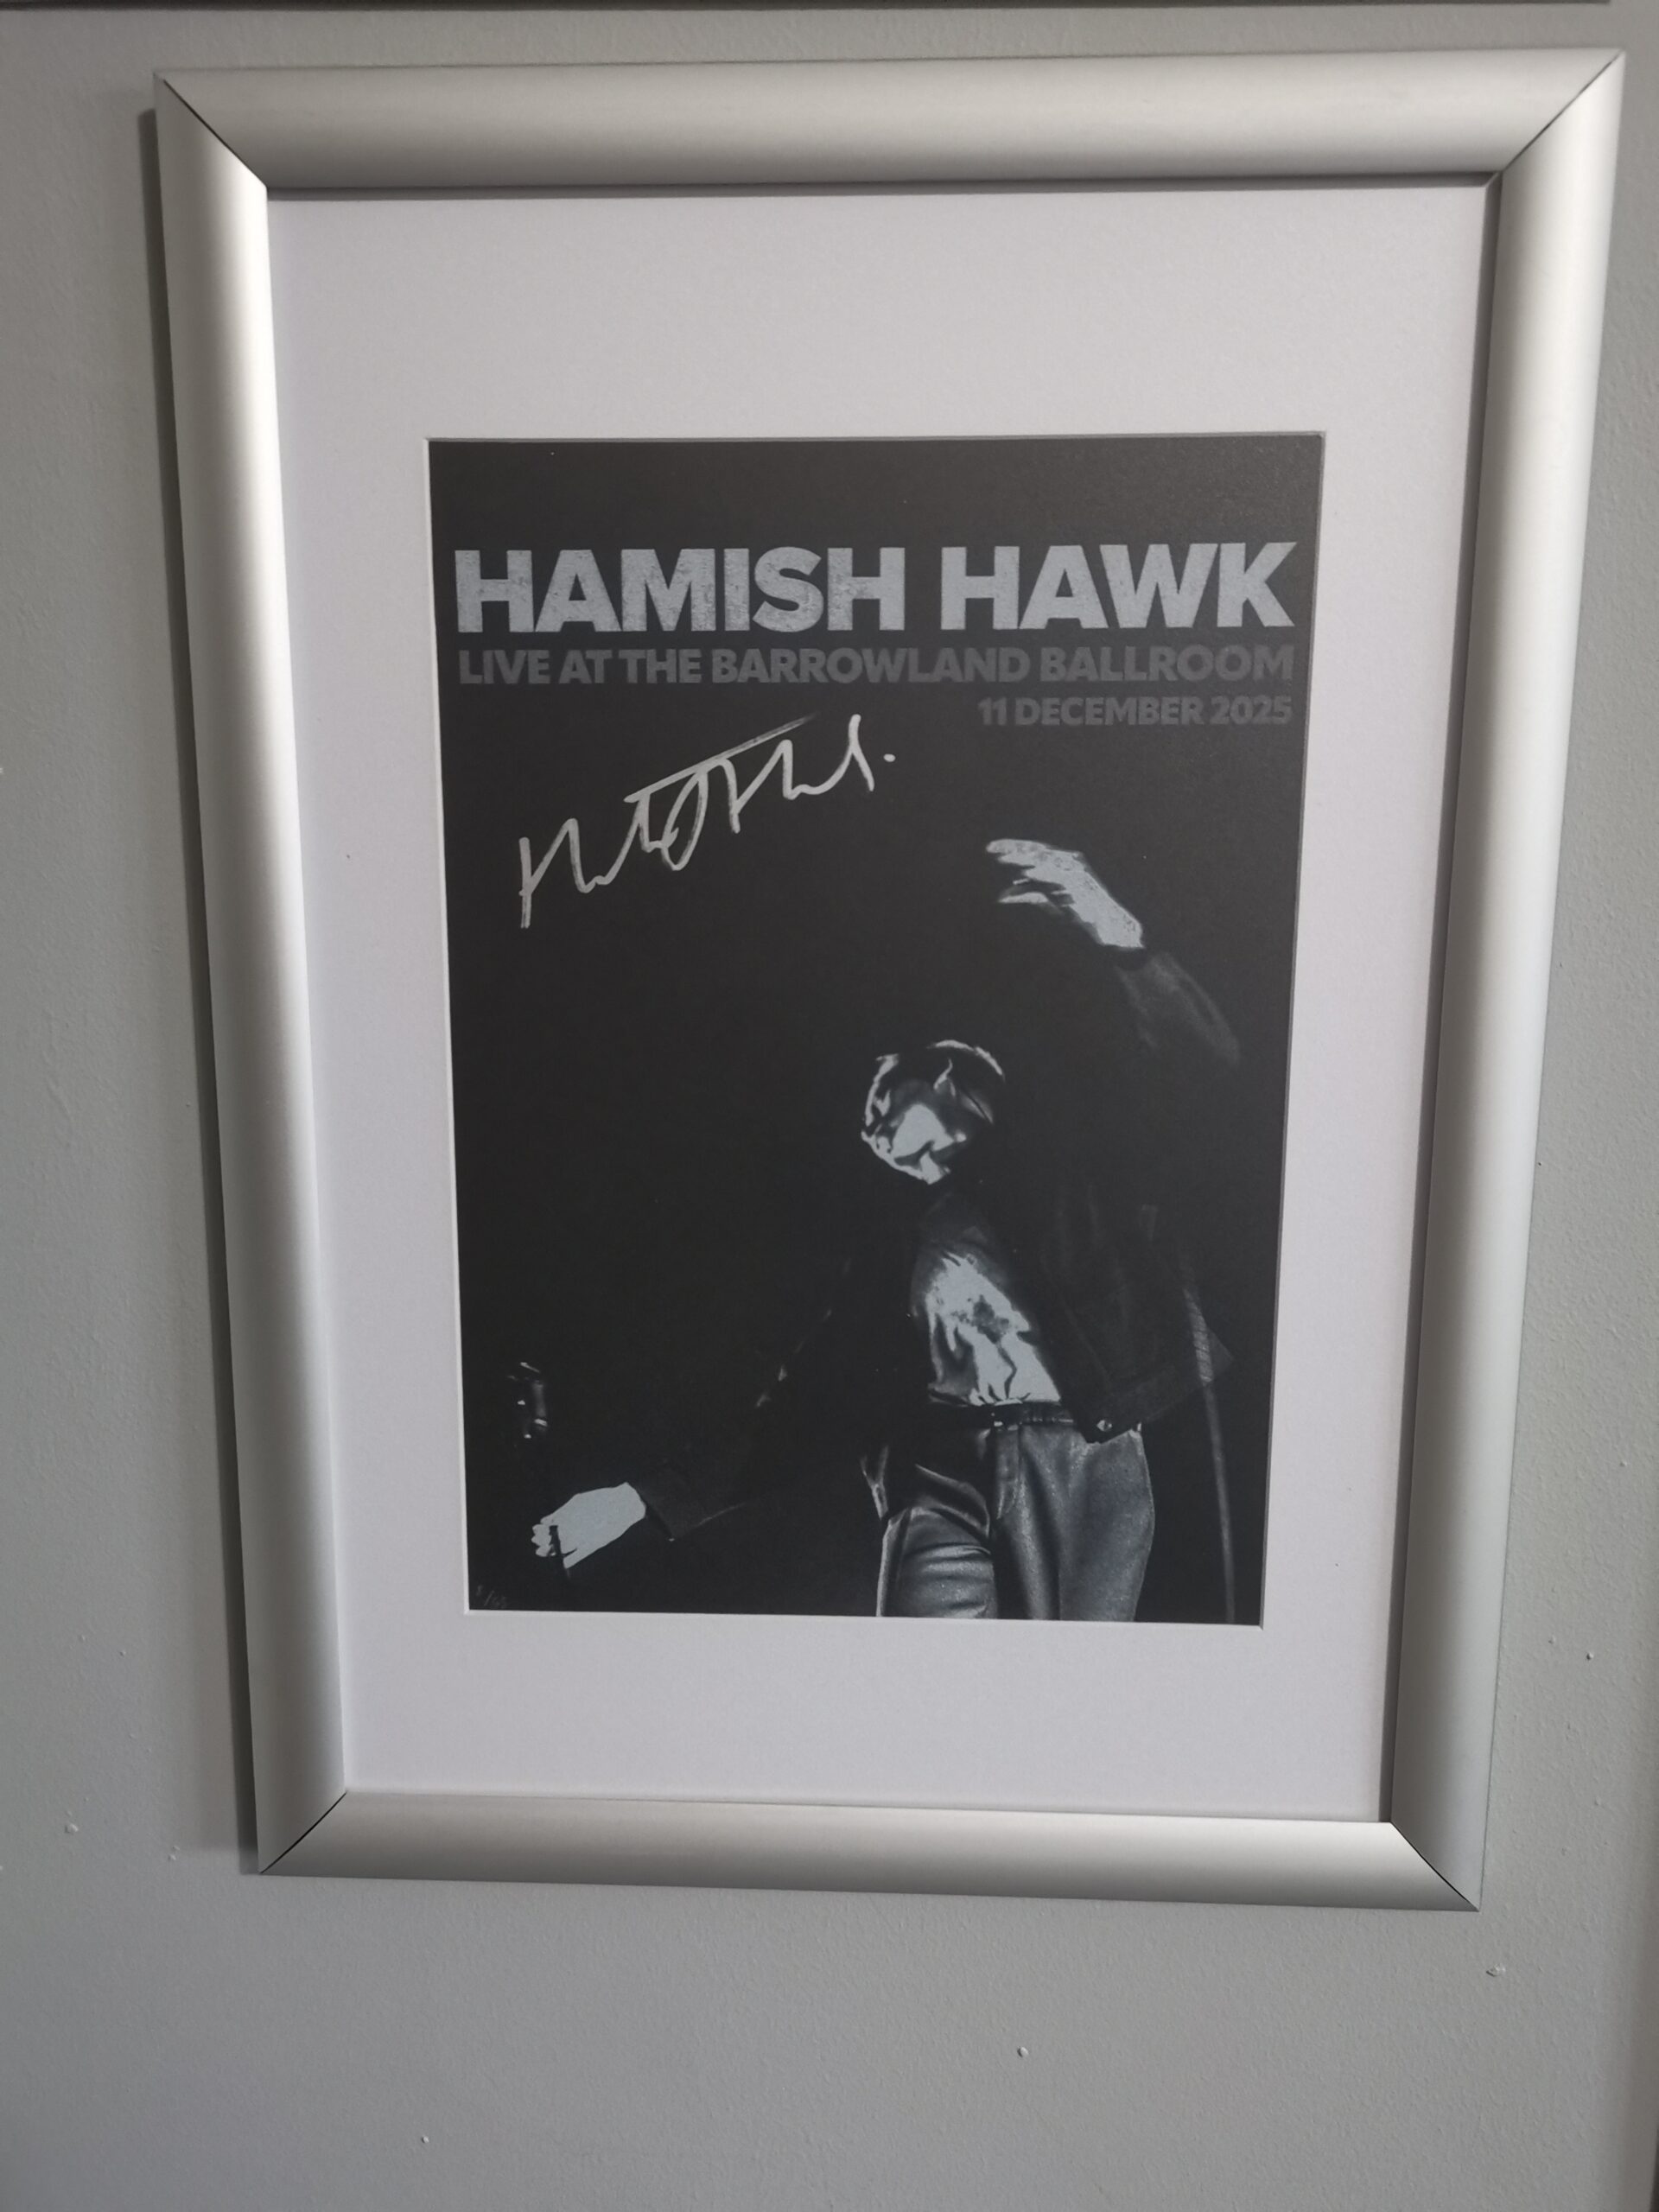 HAMISH HAWK
LIVE AT THE BARROWLAND BALLROOM
11 DECEMBER 2025